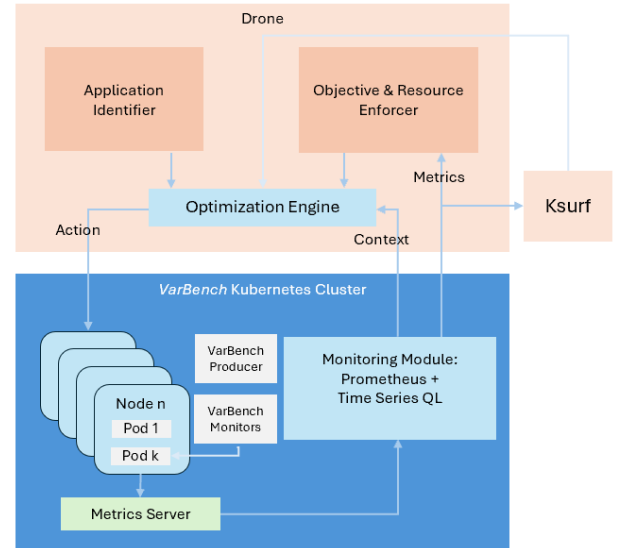 Drone
Application
Identifier
Objective & Resource
Enforcer
Metrics
Ksurf
Optimization Engine
Action
Context
VarBench Kubernetes Cluster
VarBench
Producer
Monitoring Module:
Prometheus +
Time Series QL
Node n
VarBench
Monitors
Pod 1
Pod k
Metrics Server